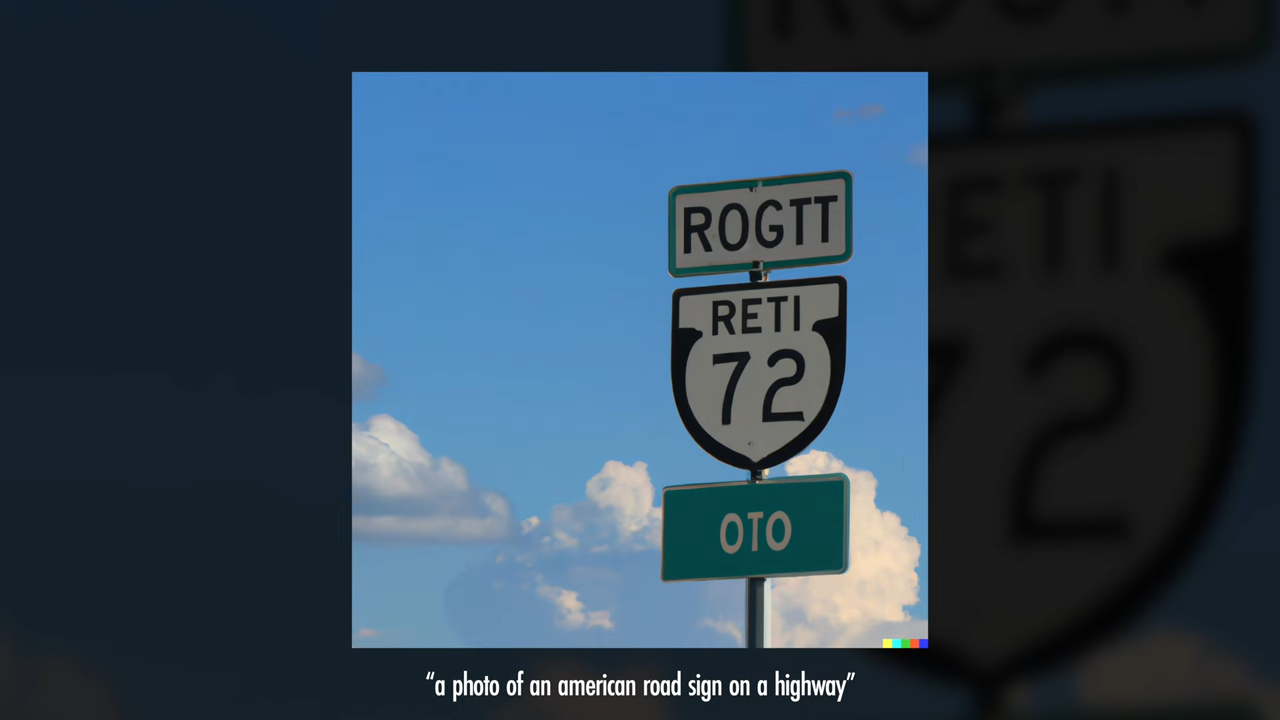 ROGTT
RETI
72
OTO
“a photo of an american road sign on a highway”